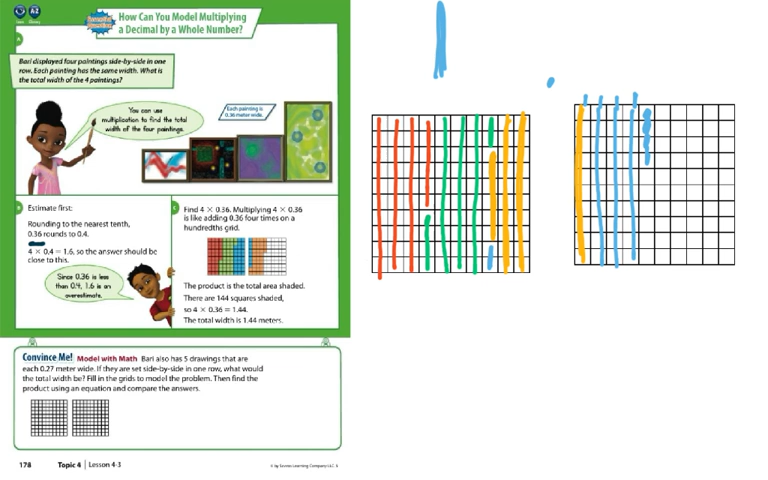 A-Z
How Can You Model Multiplying
a Decimal by a Whole Number?
A
Bari displayed four paintings side-by-side in one
row. Each painting has the same width. What is
the total width of the 4 paintings?
You can use
multiplication to find the total
width of the four paintings.
Each painting is
0.36 meter wide.
B
Estimate first:
Rounding to the nearest tenth,
0.36 rounds to 0.4.
4 × 0.4 = 1.6, so the answer should be
close to this.
Since 0.36 is less
than 0.4, 1.6 is an
overestimate.
C
Find 4 × 0.36. Multiplying 4 × 0.36
is like adding 0.36 four times on a
hundredths grid.
The product is the total area shaded.
There are 144 squares shaded,
so 4 × 0.36 = 1.44.
The total width is 1.44 meters.
Convince Me! Model with Math Bari also has 5 drawings that are
each 0.27 meter wide. If they are set side-by-side in one row, what would
the total width be? Fill in the grids to model the problem. Then find the
product using an equation and compare the answers.
178 Topic 4 | Lesson 4-3